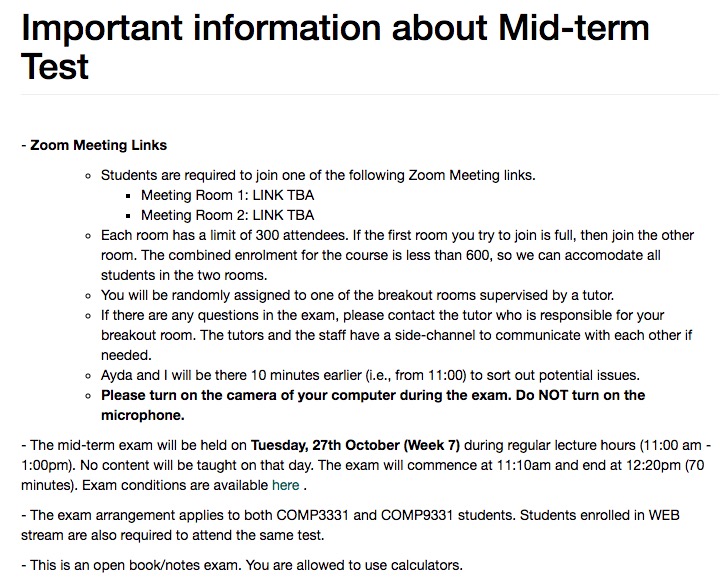 Important information about Mid-term
Test
- Zoom Meeting Links
◦ Students are required to join one of the following Zoom Meeting links.
▪ Meeting Room 1: LINK TBA
▪ Meeting Room 2: LINK TBA
◦ Each room has a limit of 300 attendees. If the first room you try to join is full, then join the other
room. The combined enrolment for the course is less than 600, so we can accomodate all
students in the two rooms.
◦ You will be randomly assigned to one of the breakout rooms supervised by a tutor.
◦ If there are any questions in the exam, please contact the tutor who is responsible for your
breakout room. The tutors and the staff have a side-channel to communicate with each other if
needed.
◦ Ayda and I will be there 10 minutes earlier (i.e., from 11:00) to sort out potential issues.
◦ Please turn on the camera of your computer during the exam. Do NOT turn on the
microphone.
- The mid-term exam will be held on Tuesday, 27th October (Week 7) during regular lecture hours (11:00 am -
1:00pm). No content will be taught on that day. The exam will commence at 11:10am and end at 12:20pm (70
minutes). Exam conditions are available here .
- The exam arrangement applies to both COMP3331 and COMP9331 students. Students enrolled in WEB
stream are also required to attend the same test.
- This is an open book/notes exam. You are allowed to use calculators.